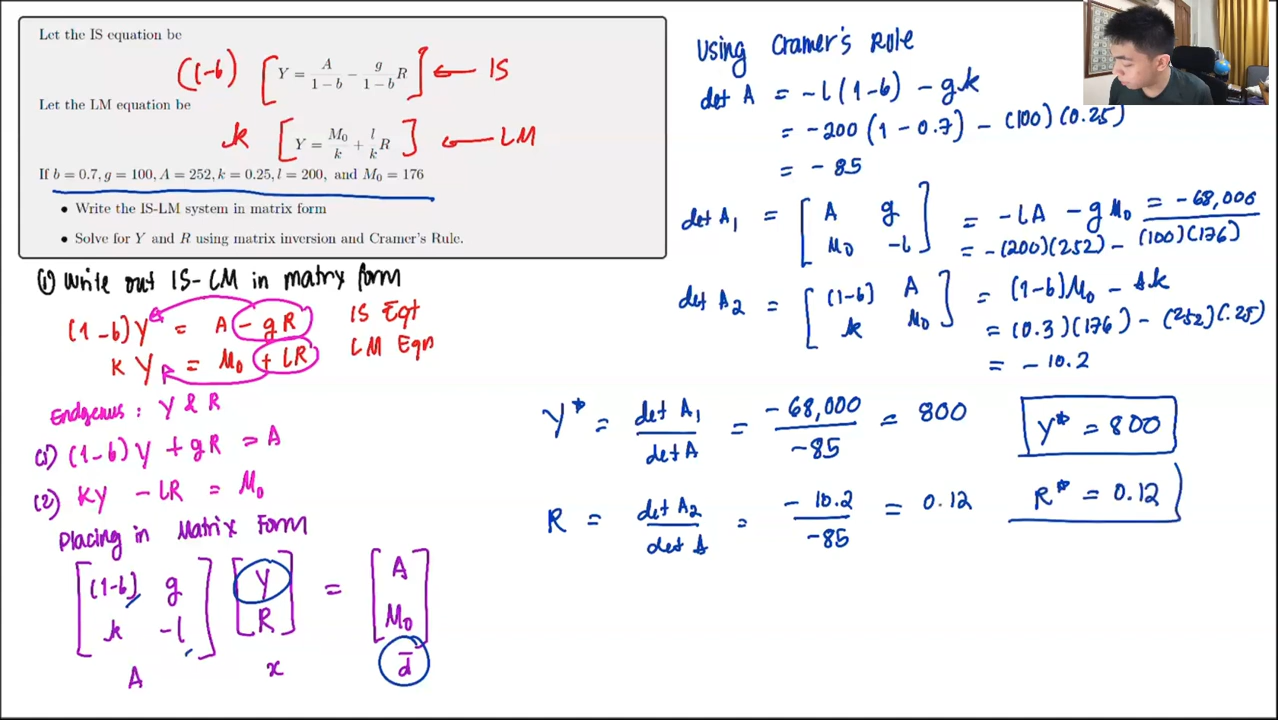 Let the IS equation be
(1-b) [ Y = A/(1-b) − g/(1-b) R ] ← IS
Let the LM equation be
k [ Y = M₀/k + l/k R ] ← LM
If b = 0.7, g = 100, A = 252, k = 0.25, l = 200, and M₀ = 176
• Write the IS-LM system in matrix form
• Solve for Y and R using matrix inversion and Cramer's Rule.
(i) Write out IS-LM in matrix form
(1-b)Y = A - gR IS Eqt
KY = M₀ + LR LM Eqn
Endgenus: Y & R
(1) (1-b)Y + gR = A
(2) KY - LR = M₀
Placing in Matrix Form
[(1-b) g] [Y] = [A]
[k -l] [R] [M₀]
A x d̄
Using Cramer's Rule
det A = -l(1-b) - gk
= -200(1-0.7) - (100)(0.25)
= -85
det A₁ = [A g] = -lA - gM₀ = -68,000
[M₀ -l] = -(200)(252) - (100)(176)
det A₂ = [(1-b) A] = (1-b)M₀ - Ak
[k M₀] = (0.3)(176) - (252)(.25)
= -10.2
Y* = det A₁ / det A = -68,000 / -85 = 800 Y* = 800
R = det A₂ / det A = -10.2 / -85 = 0.12 R* = 0.12